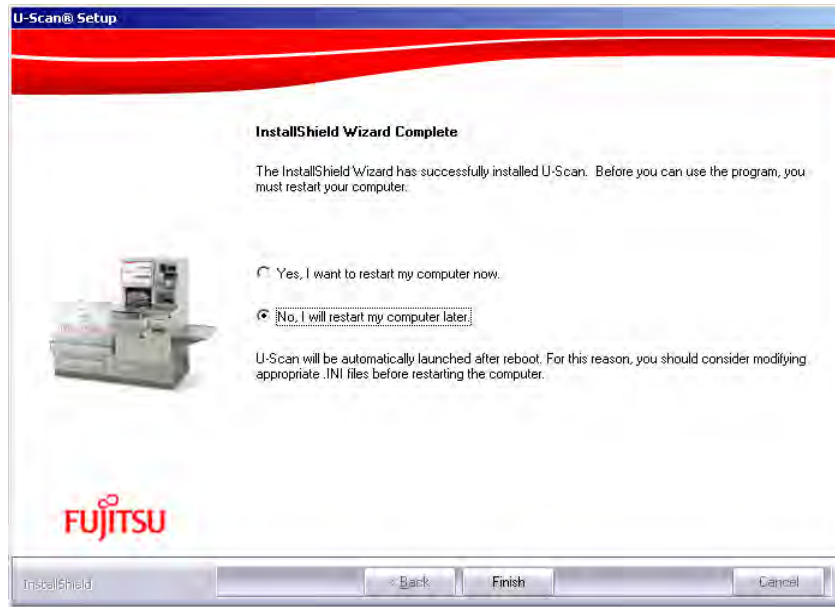 U-Scan® Setup
InstallShield Wizard Complete
The InstallShield Wizard has successfully installed U-Scan. Before you can use the program, you
must restart your computer.
Yes, I want to restart my computer now.
No, I will restart my computer later.
U-Scan will be automatically launched after reboot. For this reason, you should consider modifying
appropriate .INI files before restarting the computer.
FUJITSU
InstallShield
< Back
Finish
Cancel